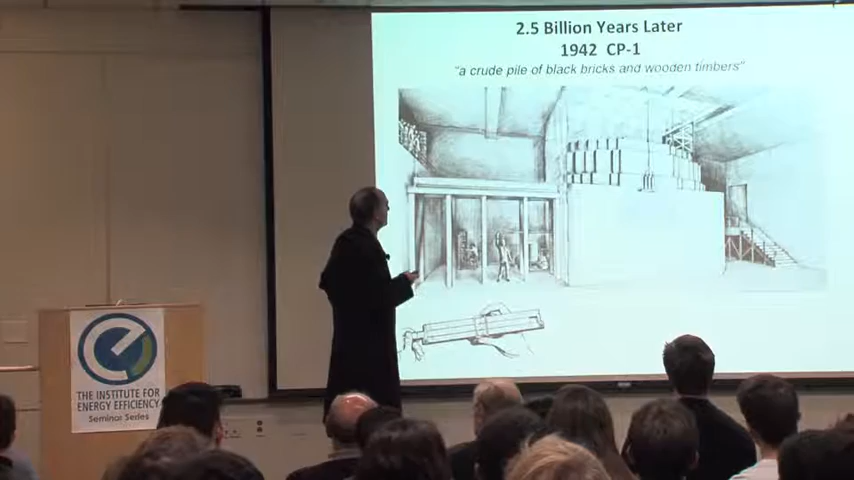 2.5 Billion Years Later
1942 CP-1
"a crude pile of black bricks and wooden timbers"
THE INSTITUTE FOR
ENERGY EFFICIENCY
Seminar Series